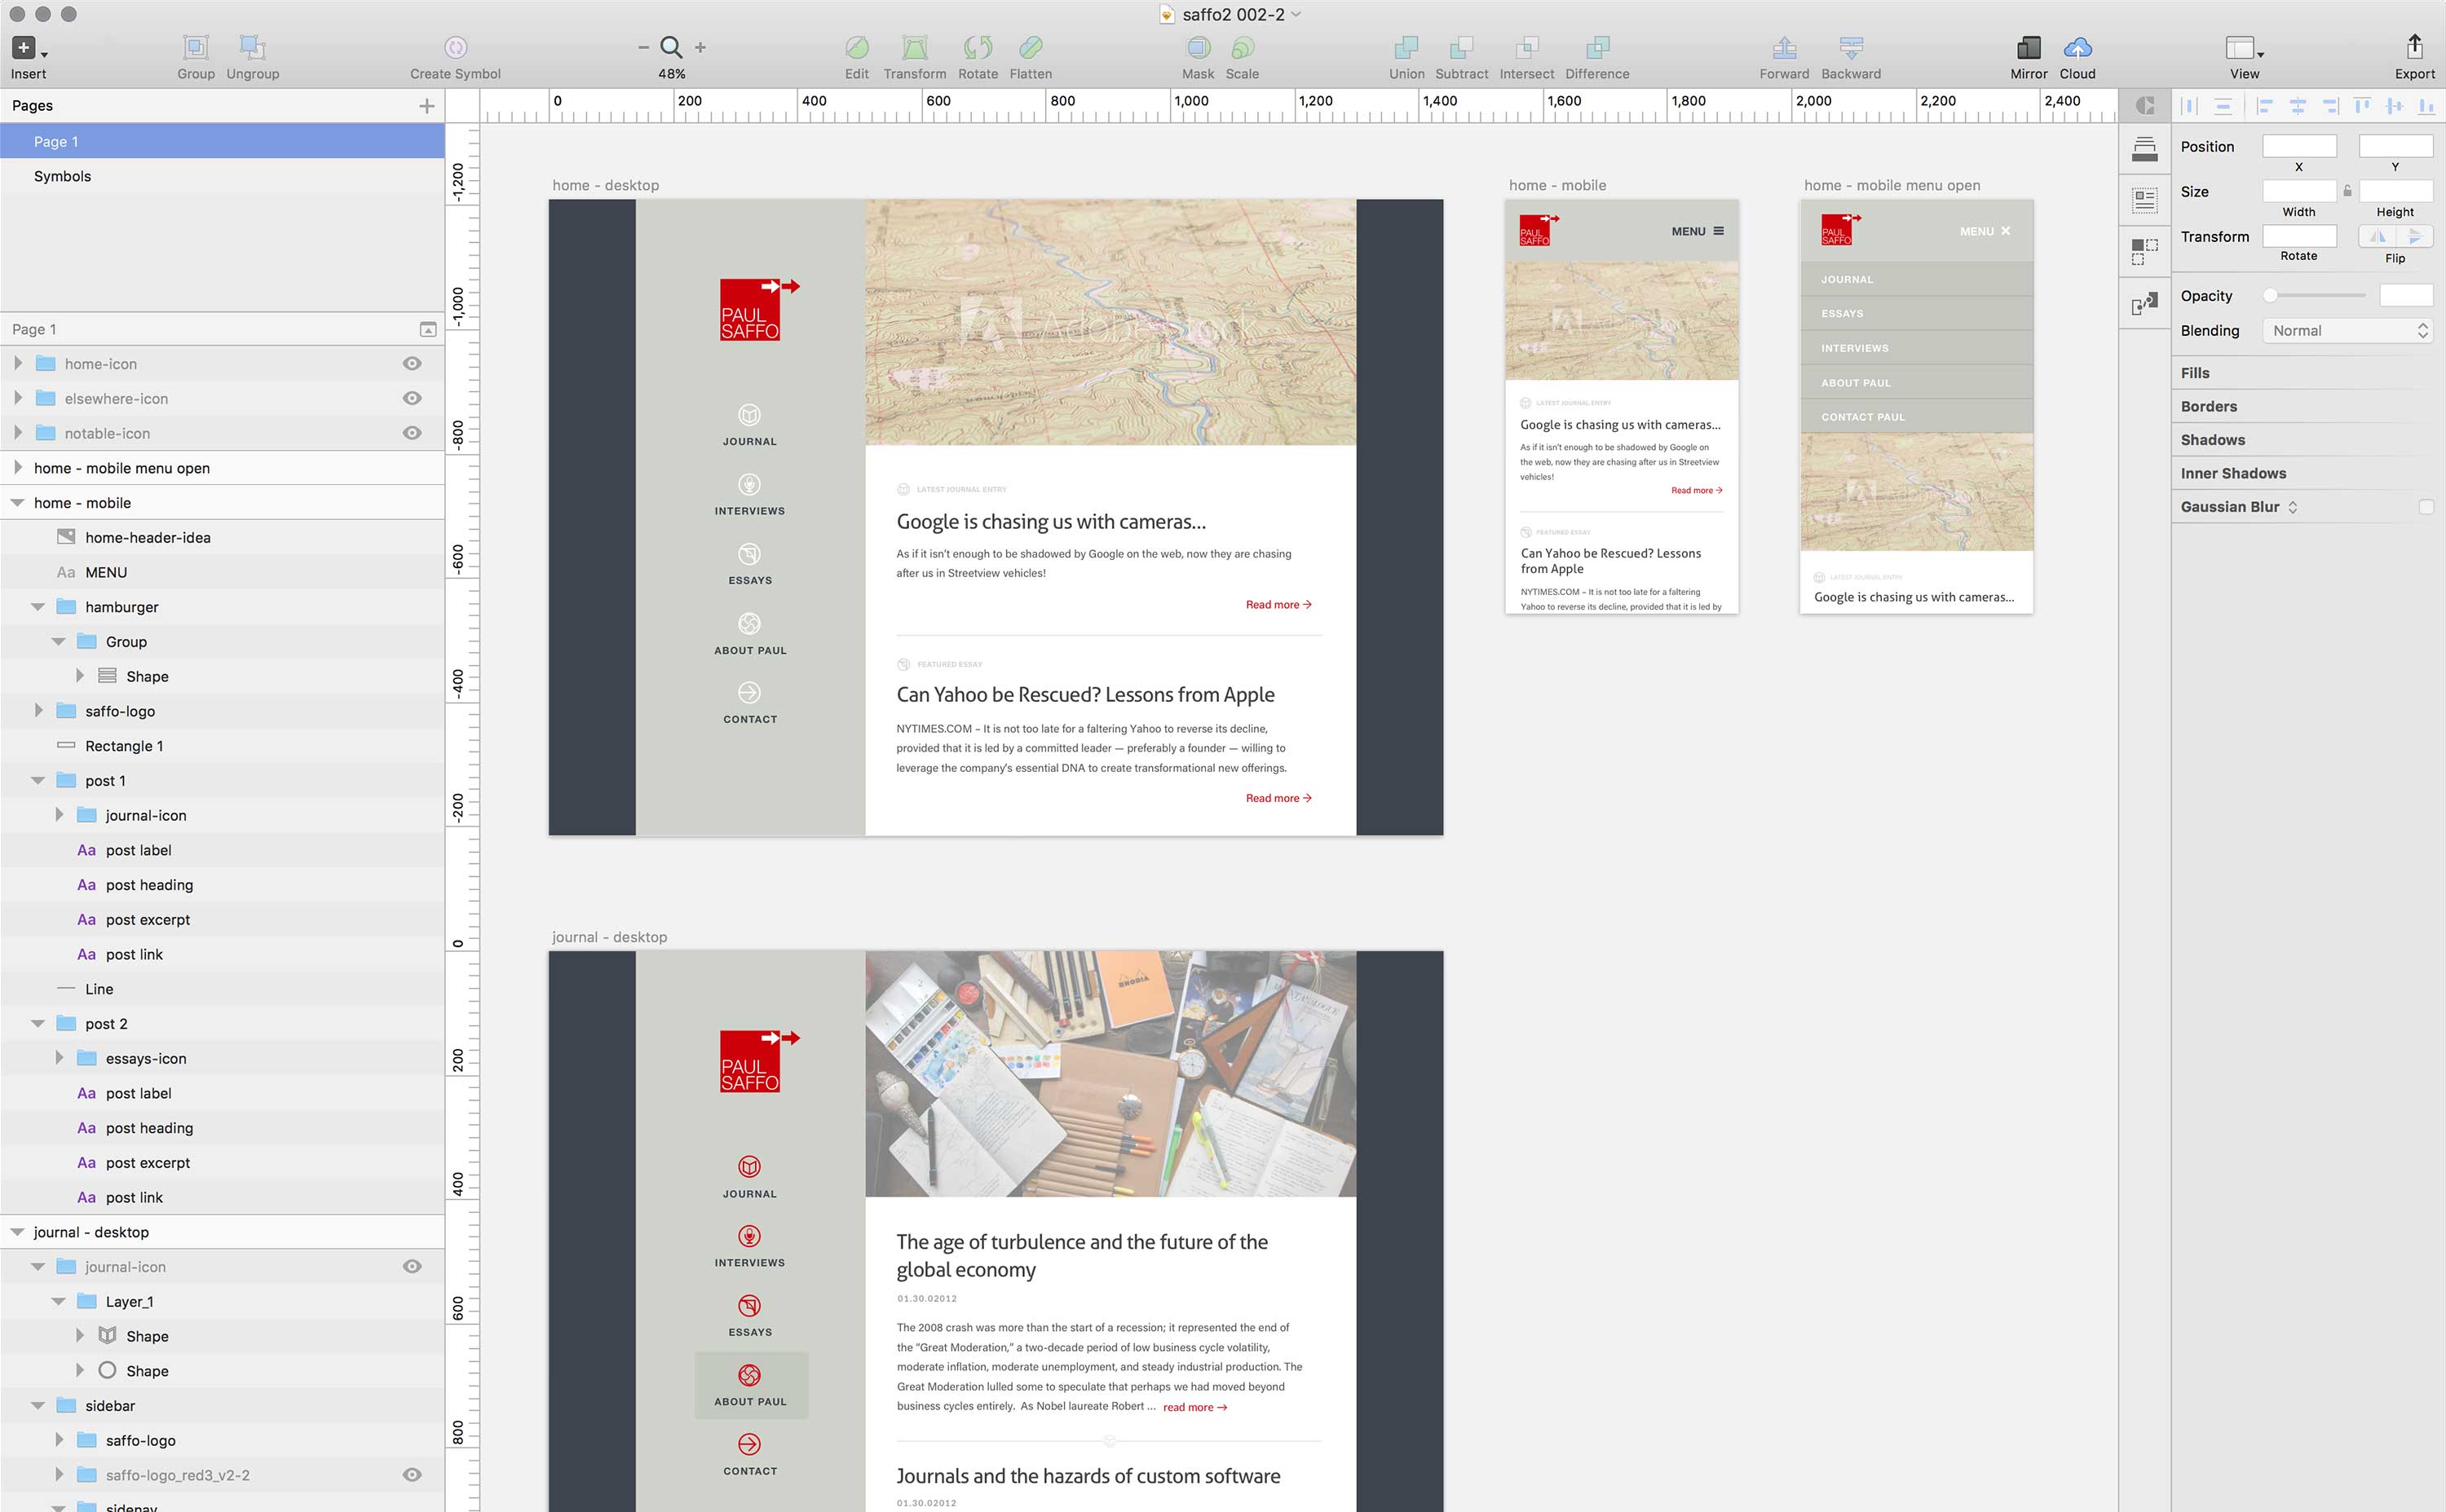 saffo2 002-2
Insert
Group
Ungroup
Create Symbol
48%
Edit
Transform
Rotate
Flatten
Mask
Scale
Union
Subtract
Intersect
Difference
Forward
Backward
Mirror
Cloud
View
Export
Pages
Page 1
Symbols
Page 1
home-icon
elsewhere-icon
notable-icon
home - mobile menu open
home - mobile
home-header-idea
Aa MENU
hamburger
Group
Shape
saffo-logo
Rectangle 1
post 1
journal-icon
Aa post label
Aa post heading
Aa post excerpt
Aa post link
Line
post 2
essays-icon
Aa post label
Aa post heading
Aa post excerpt
Aa post link
journal - desktop
journal-icon
Layer_1
Shape
Shape
sidebar
saffo-logo
saffo-logo_red3_v2-2
sidenav
0 200 400 600 800 1,000 1,200 1,400 1,600 1,800 2,000 2,200 2,400
-1,200
-1,000
-800
-600
-400
-200
0
200
400
600
800
home - desktop
PAUL
SAFFO
JOURNAL
INTERVIEWS
ESSAYS
ABOUT PAUL
CONTACT
Adobe Stock
LATEST JOURNAL ENTRY
Google is chasing us with cameras...
As if it isn't enough to be shadowed by Google on the web, now they are chasing
after us in Streetview vehicles!
Read more →
FEATURED ESSAY
Can Yahoo be Rescued? Lessons from Apple
NYTIMES.COM – It is not too late for a faltering Yahoo to reverse its decline,
provided that it is led by a committed leader — preferably a founder — willing to
leverage the company's essential DNA to create transformational new offerings.
Read more →
home - mobile
PAUL
SAFFO
MENU
LATEST JOURNAL ENTRY
Google is chasing us with cameras...
As if it isn't enough to be shadowed by Google on
the web, now they are chasing after us in Streetview
vehicles!
Read more →
FEATURED ESSAY
Can Yahoo be Rescued? Lessons
from Apple
NYTIMES.COM – It is not too late for a faltering
Yahoo to reverse its decline, provided that it is led by
home - mobile menu open
PAUL
SAFFO
MENU ✕
JOURNAL
ESSAYS
INTERVIEWS
ABOUT PAUL
CONTACT PAUL
LATEST JOURNAL ENTRY
Google is chasing us with cameras...
journal - desktop
PAUL
SAFFO
JOURNAL
INTERVIEWS
ESSAYS
ABOUT PAUL
CONTACT
RHODIA
The age of turbulence and the future of the
global economy
01.30.02012
The 2008 crash was more than the start of a recession; it represented the end of
the "Great Moderation," a two-decade period of low business cycle volatility,
moderate inflation, moderate unemployment, and steady industrial production. The
Great Moderation lulled some to speculate that perhaps we had moved beyond
business cycles entirely. As Nobel laureate Robert ... read more →
Journals and the hazards of custom software
01.30.02012
Position
X
Y
Size
Width
Height
Transform
Rotate
Flip
Opacity
Blending
Normal
Fills
Borders
Shadows
Inner Shadows
Gaussian Blur